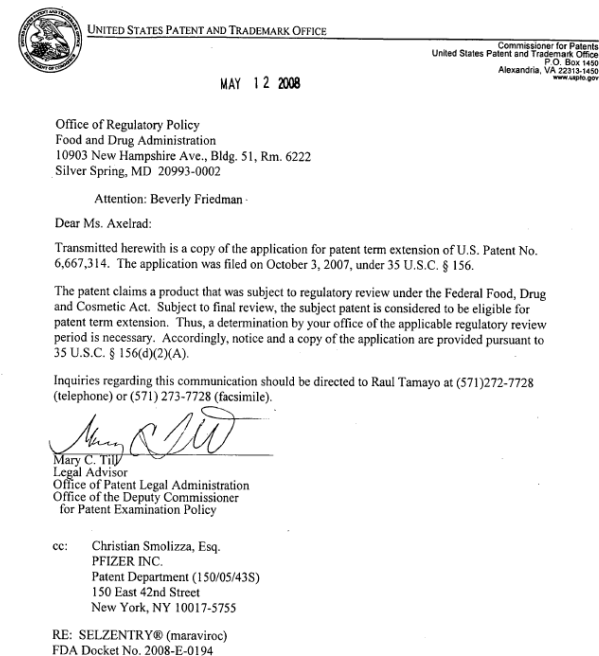 UNITED STATES PATENT AND TRADEMARK OFFICE
Commissioner for Patents
United States Patent and Trademark Office
P.O. Box 1450
Alexandria, VA 22313-1450
www.uspto.gov
MAY 12 2008
Office of Regulatory Policy
Food and Drug Administration
10903 New Hampshire Ave., Bldg. 51, Rm. 6222
Silver Spring, MD 20993-0002
Attention: Beverly Friedman
Dear Ms. Axelrad:
Transmitted herewith is a copy of the application for patent term extension of U.S. Patent No.
6,667,314. The application was filed on October 3, 2007, under 35 U.S.C. § 156.
The patent claims a product that was subject to regulatory review under the Federal Food, Drug
and Cosmetic Act. Subject to final review, the subject patent is considered to be eligible for
patent term extension. Thus, a determination by your office of the applicable regulatory review
period is necessary. Accordingly, notice and a copy of the application are provided pursuant to
35 U.S.C. § 156(d)(2)(A).
Inquiries regarding this communication should be directed to Raul Tamayo at (571)272-7728
(telephone) or (571) 273-7728 (facsimile).
Mary C. Till
Mary C. Till
Legal Advisor
Office of Patent Legal Administration
Office of the Deputy Commissioner
for Patent Examination Policy
cc: Christian Smolizza, Esq.
PFIZER INC.
Patent Department (150/05/43S)
150 East 42nd Street
New York, NY 10017-5755
RE: SELZENTRY® (maraviroc)
FDA Docket No. 2008-E-0194